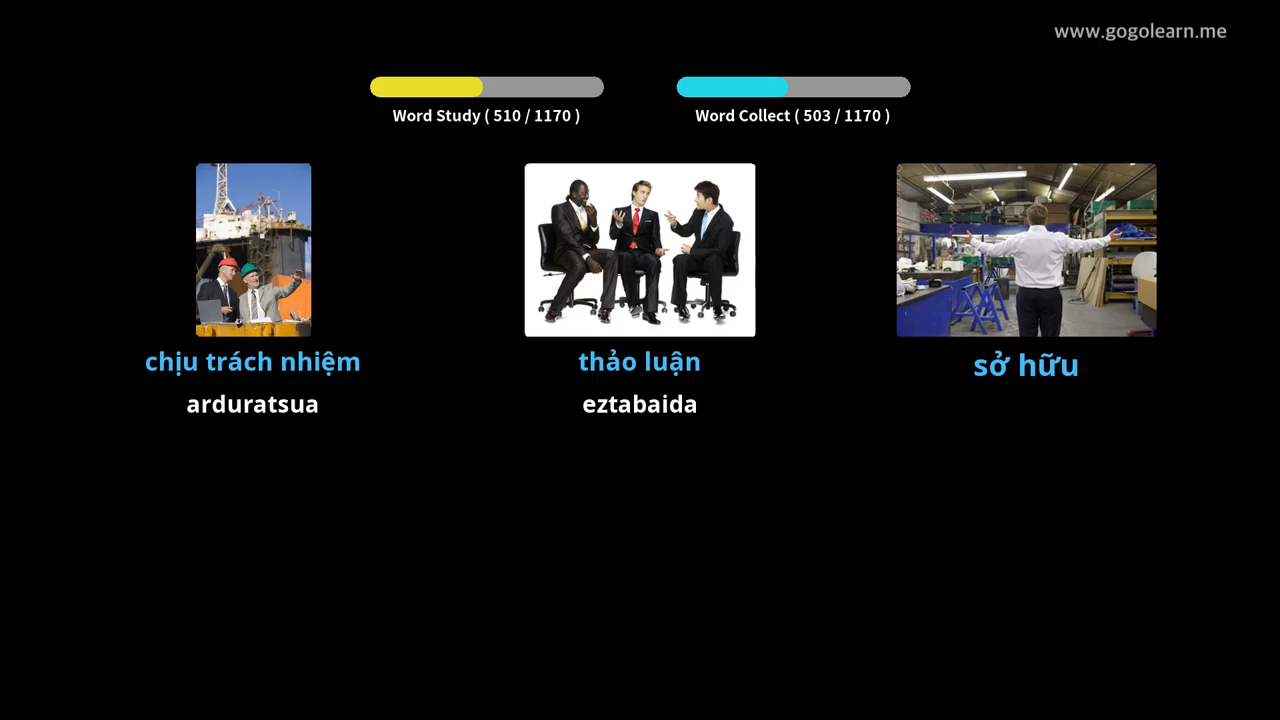 www.gogolearn.me
Word Study ( 510 / 1170 )
Word Collect ( 503 / 1170 )
chịu trách nhiệm
thảo luận
sở hữu
arduratsua
eztabaida